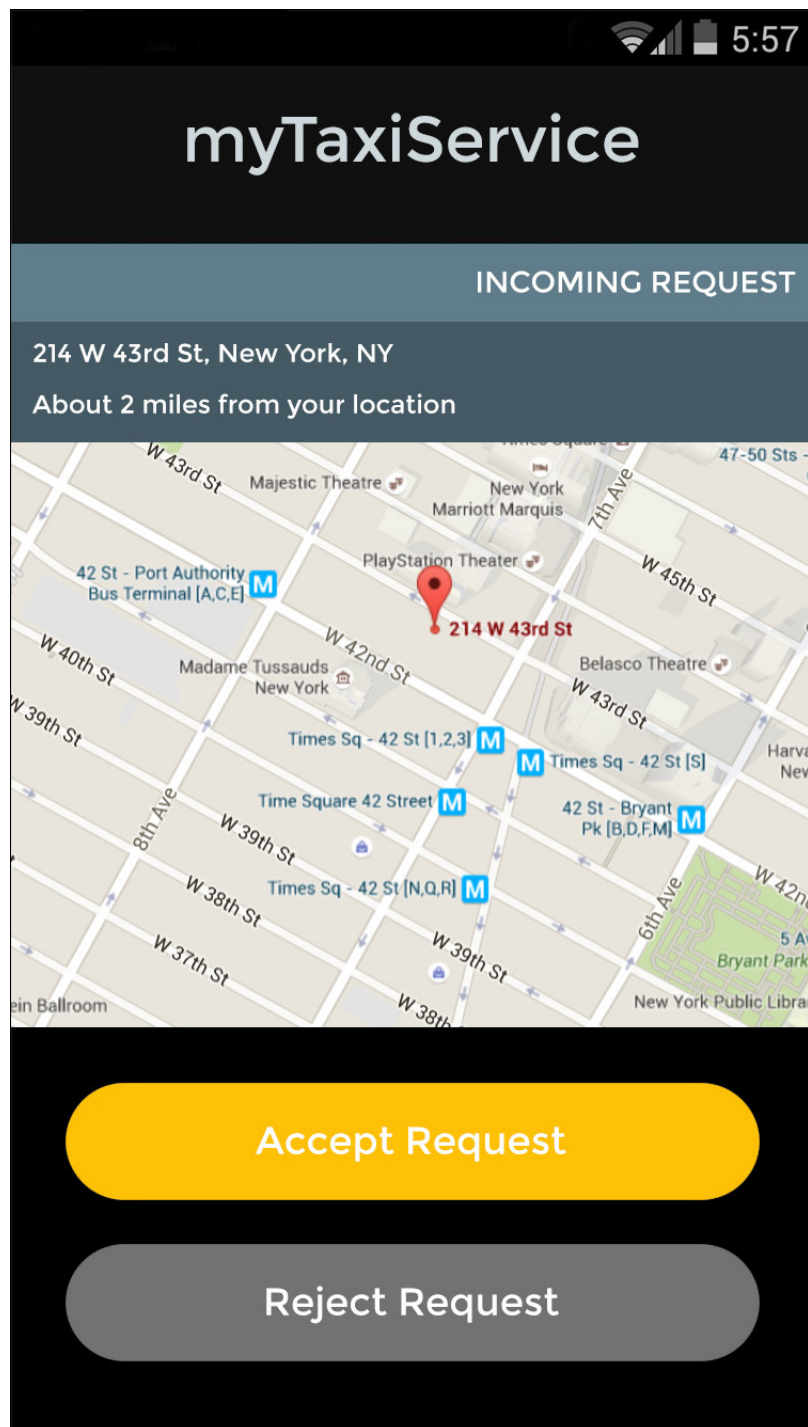 5:57
myTaxiService
INCOMING REQUEST
214 W 43rd St, New York, NY
About 2 miles from your location
47-50 Sts -
W 43rd St
Majestic Theatre
New York
Marriott Marquis
7th Ave
PlayStation Theater
W 45th St
42 St - Port Authority
Bus Terminal [A,C,E]
214 W 43rd St
W 42nd St
W 40th St
Madame Tussauds
New York
Belasco Theatre
W 43rd St
W 39th St
Times Sq - 42 St [1,2,3]
Times Sq - 42 St [S]
Time Square 42 Street
42 St - Bryant
Pk [B,D,F,M]
8th Ave
W 39th St
Times Sq - 42 St [N,Q,R]
W 38th St
6th Ave
W 37th St
W 39th St
Bryant Park
ein Ballroom
New York Public Libra
W 38th
Accept Request
Reject Request